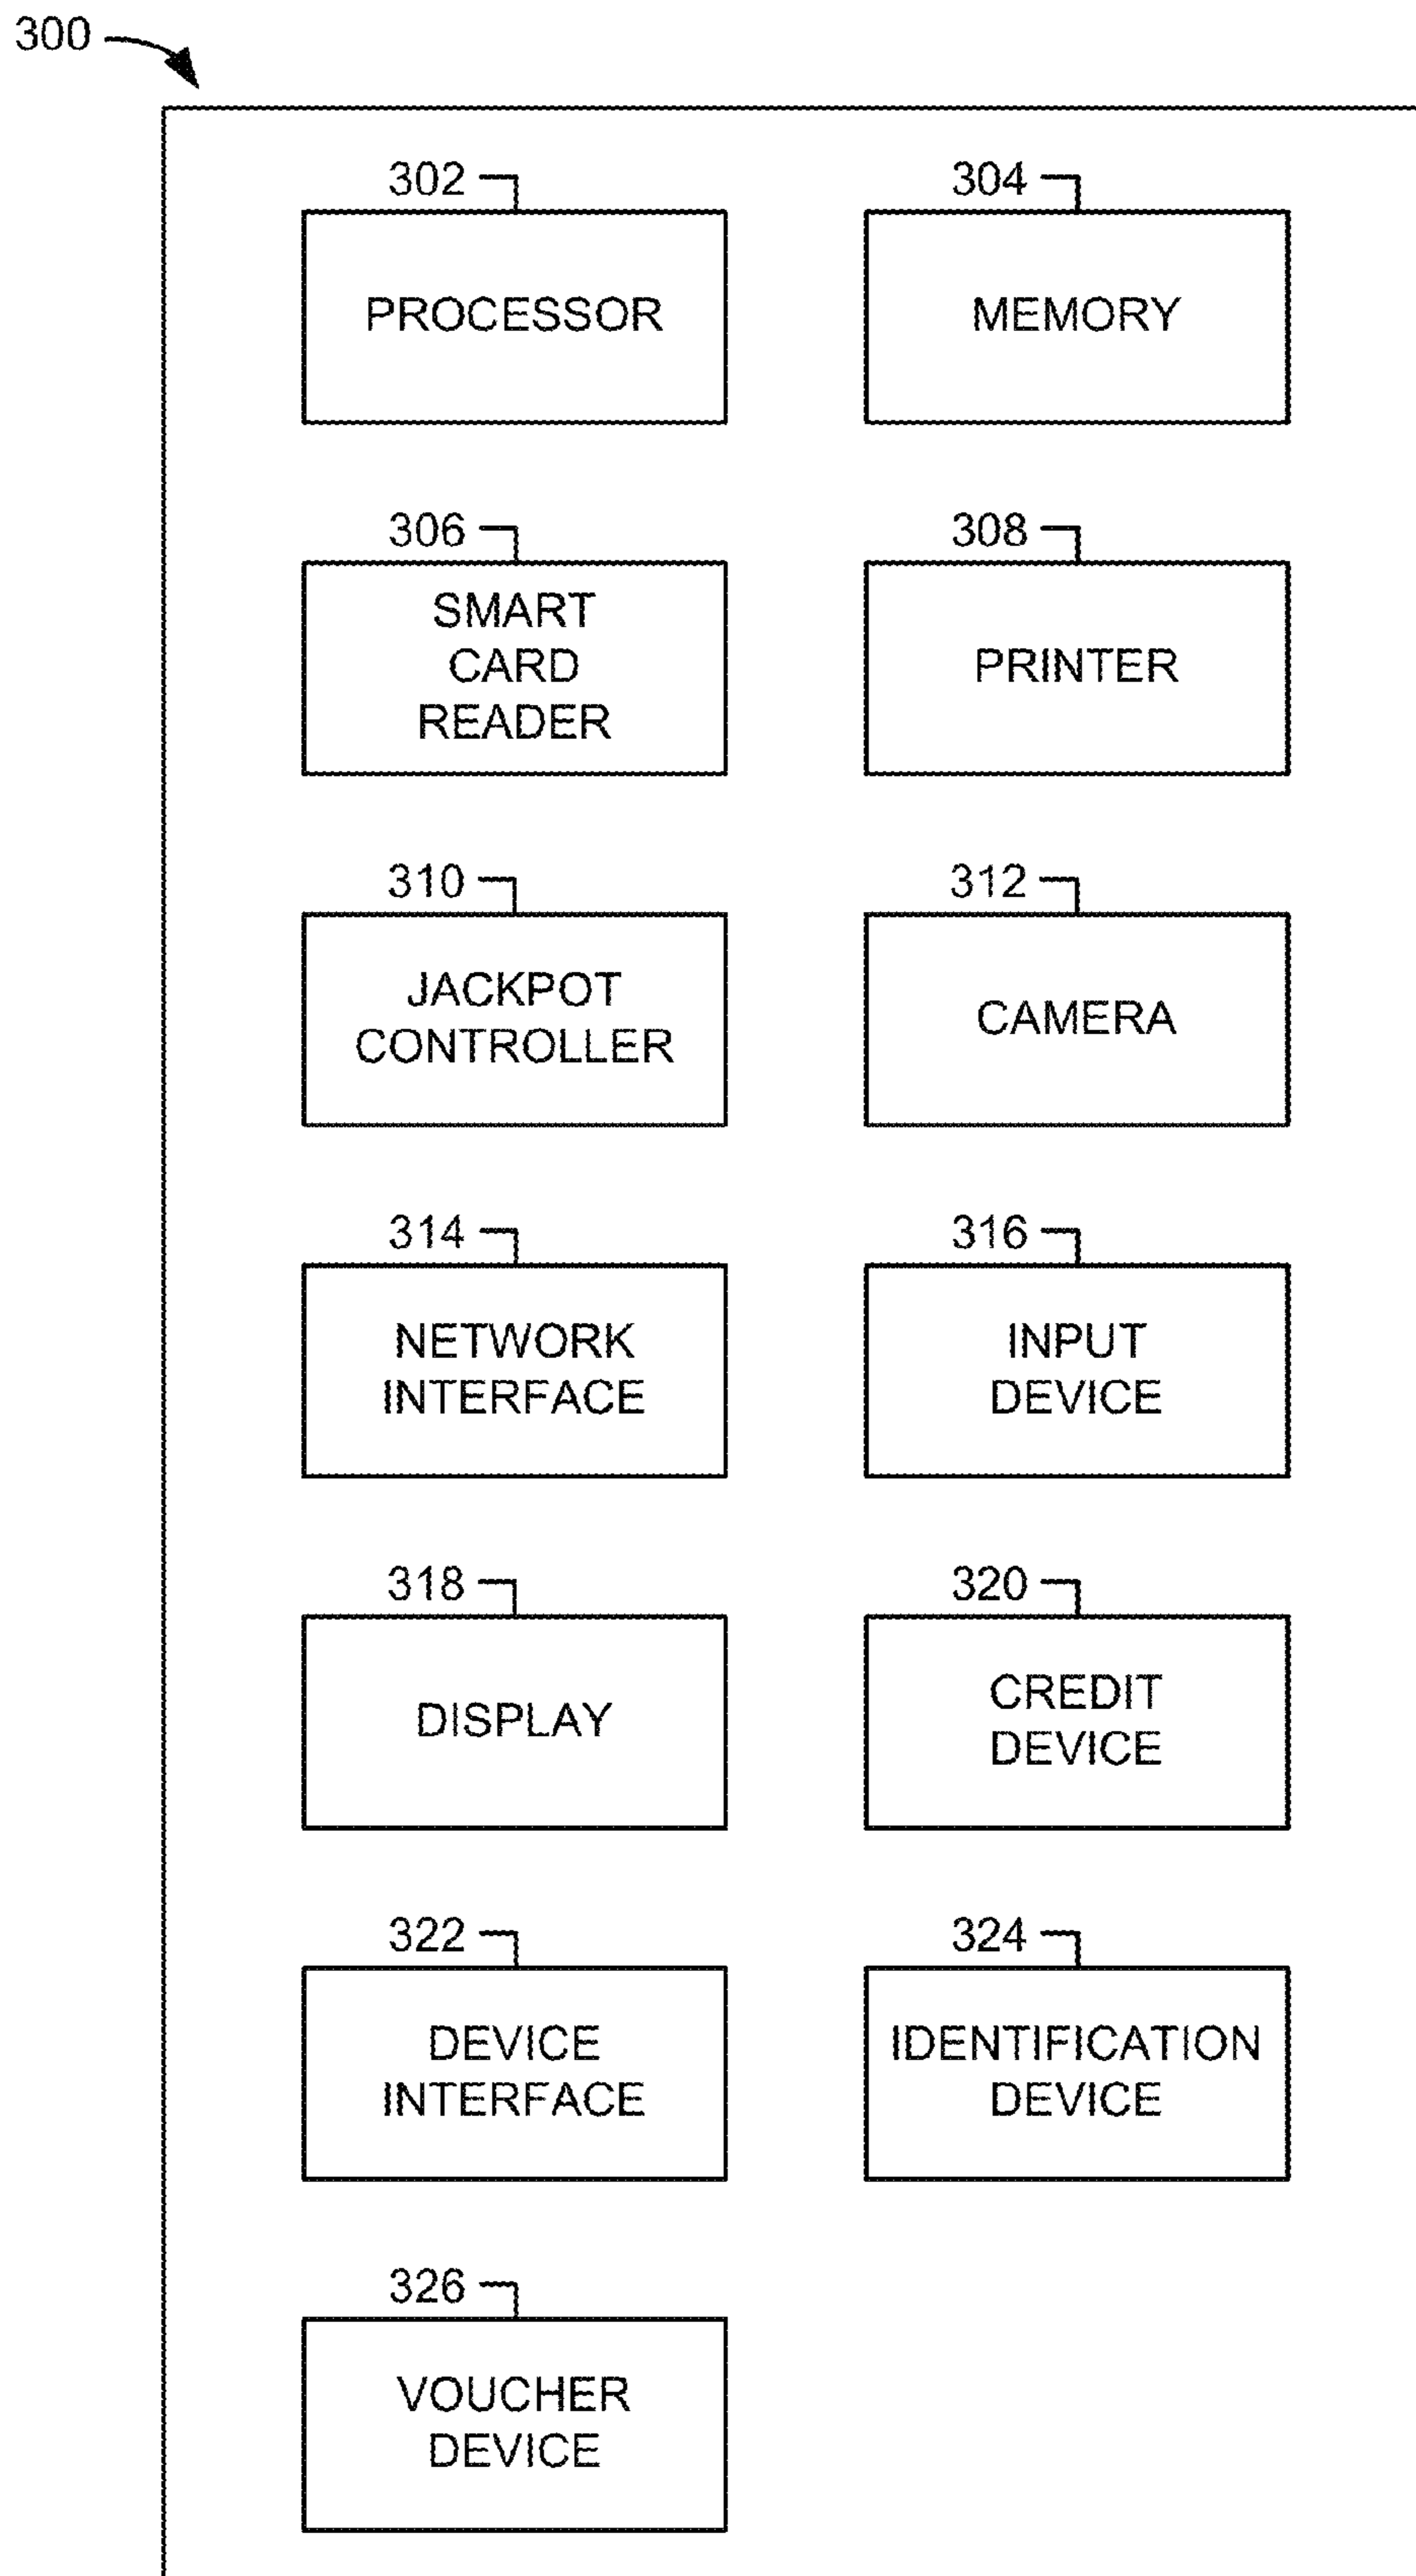 300
302
304
PROCESSOR
MEMORY
306
308
SMART
CARD
READER
PRINTER
310
312
JACKPOT
CONTROLLER
CAMERA
314
316
NETWORK
INTERFACE
INPUT
DEVICE
318
320
DISPLAY
CREDIT
DEVICE
322
324
DEVICE
INTERFACE
IDENTIFICATION
DEVICE
326
VOUCHER
DEVICE